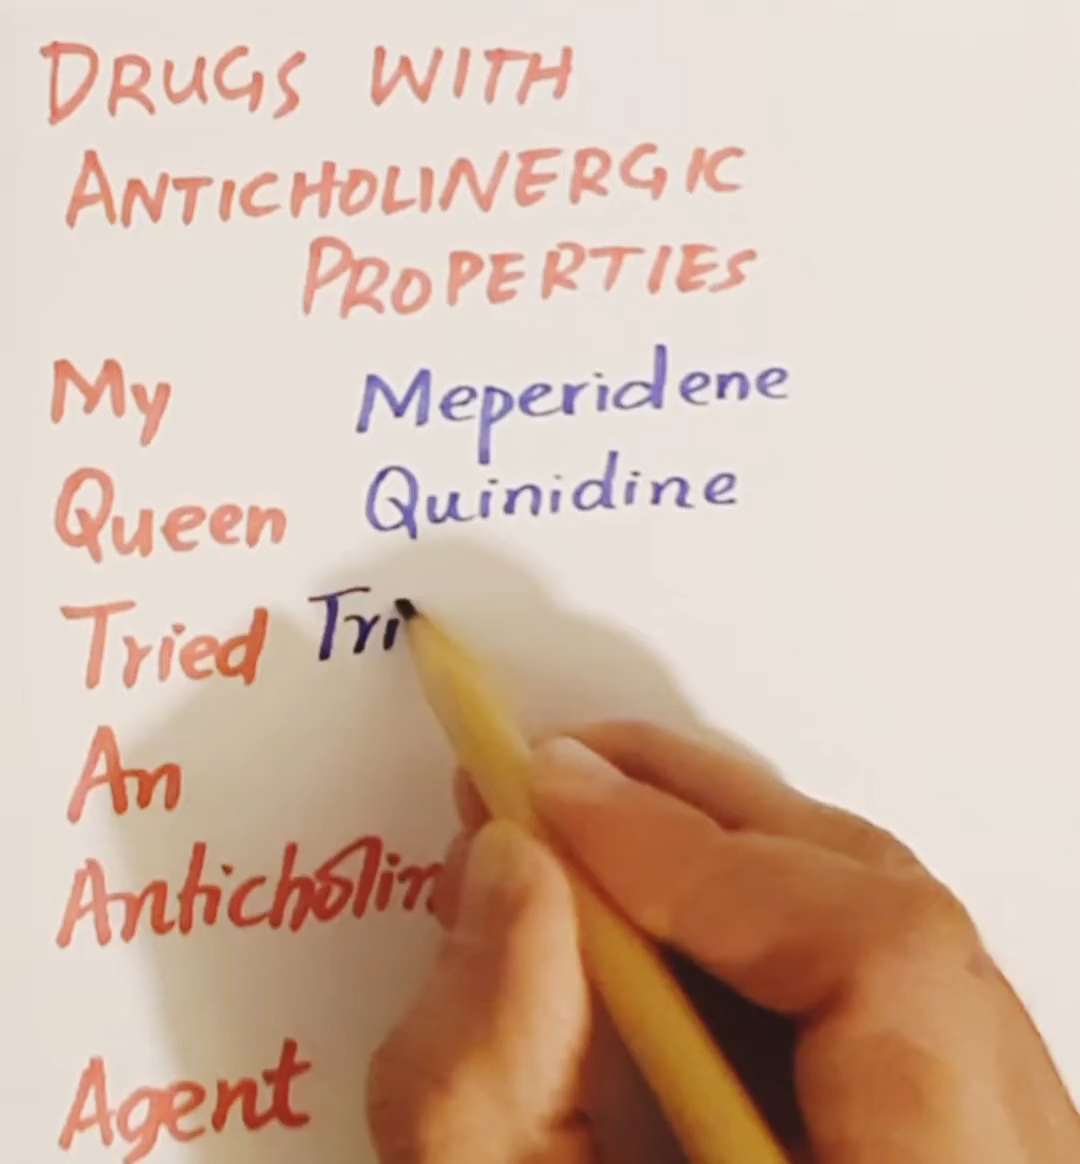 DRUGS WITH
ANTICHOLINERGIC
PROPERTIES
My Meperidene
Queen Quinidine
Tried Tri
An
Anticholin
Agent